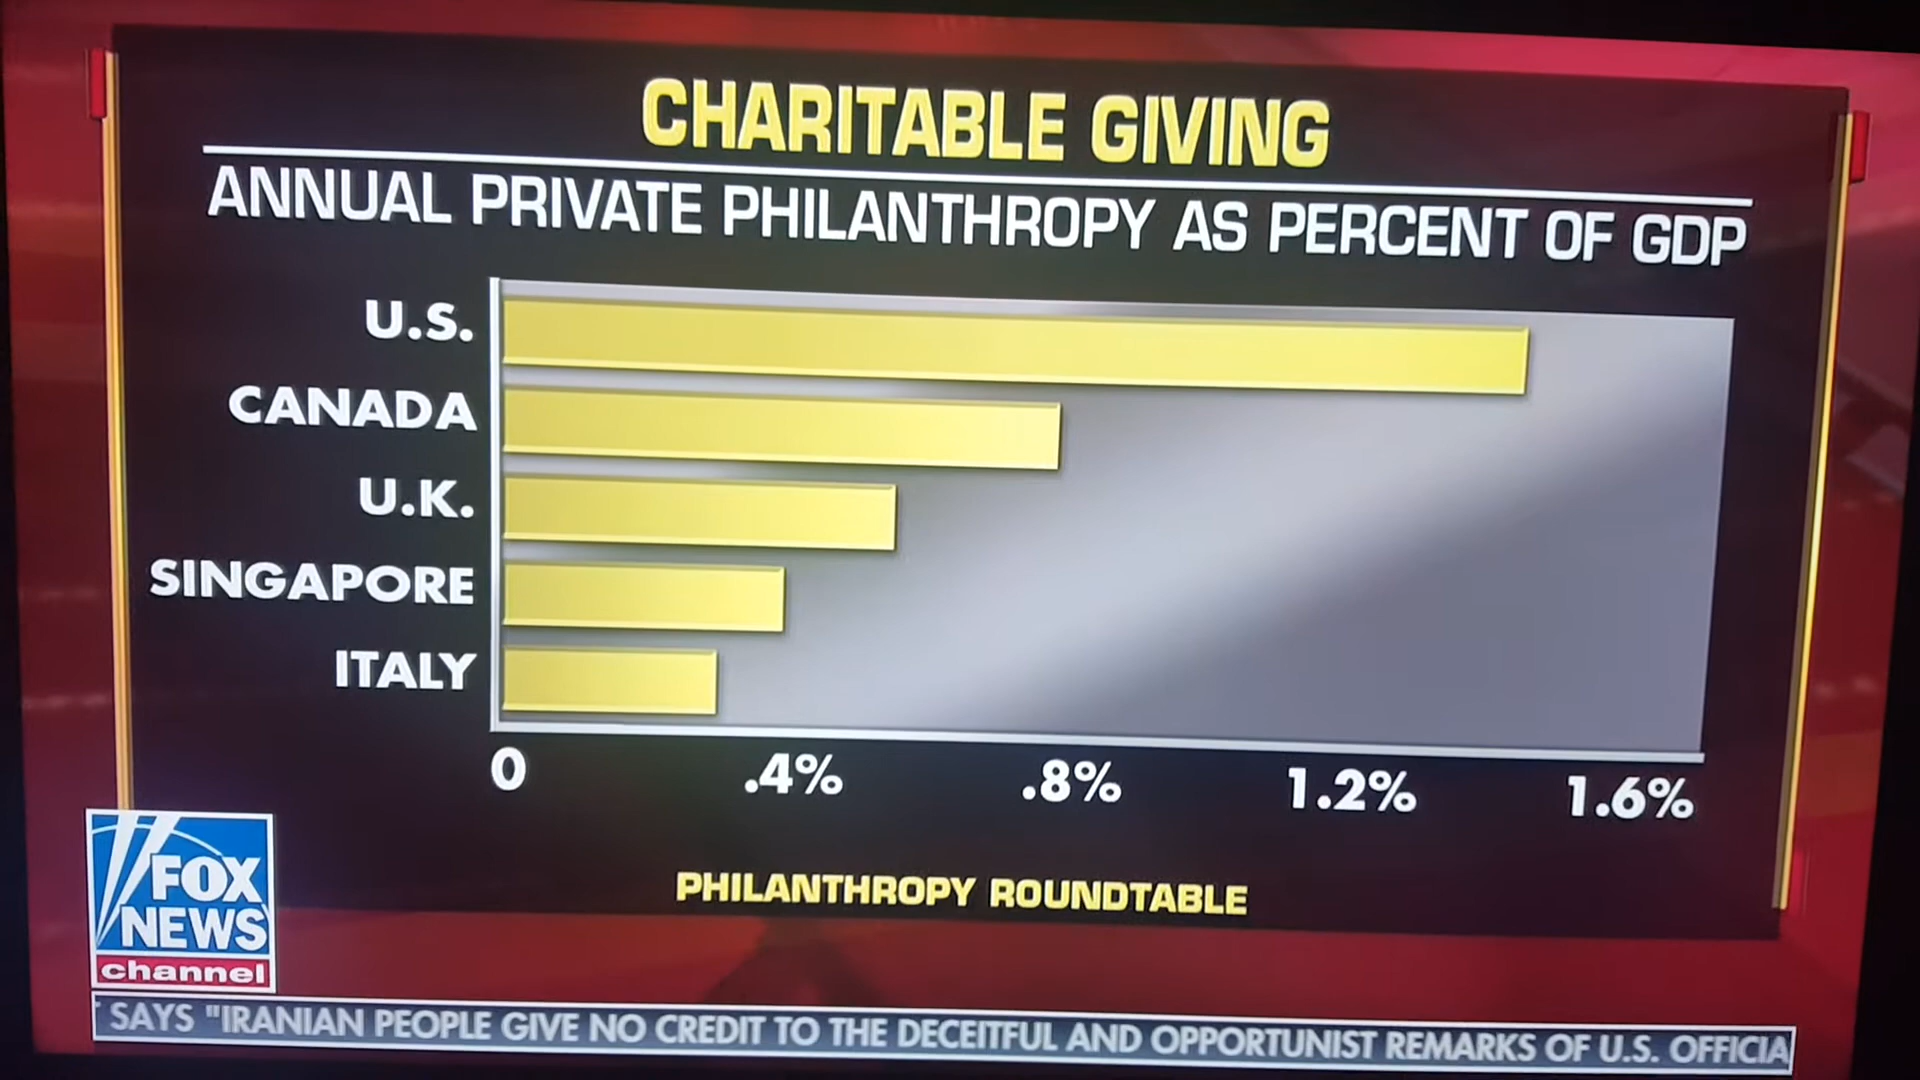 CHARITABLE GIVING
ANNUAL PRIVATE PHILANTHROPY AS PERCENT OF GDP
U.S.
CANADA
U.K.
SINGAPORE
ITALY
0 .4% .8% 1.2% 1.6%
PHILANTHROPY ROUNDTABLE
FOX
NEWS
channel
SAYS "IRANIAN PEOPLE GIVE NO CREDIT TO THE DECEITFUL AND OPPORTUNIST REMARKS OF U.S. OFFICIA